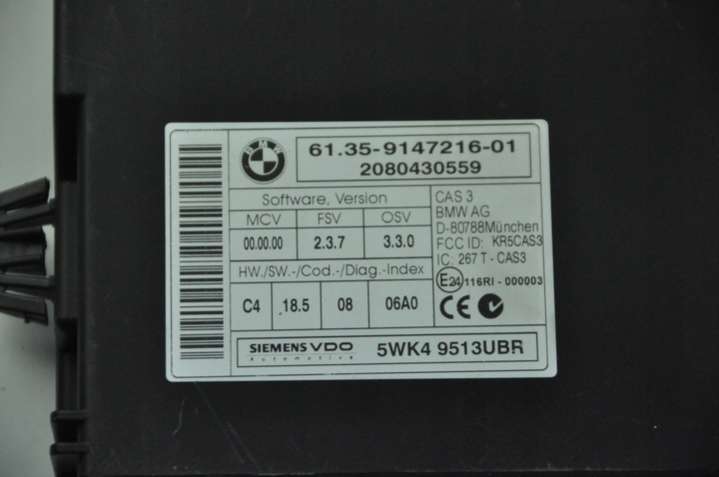 BMW
61.35-9147216-01
2080430559
Software, Version
MCV FSV OSV
00.00.00 2.3.7 3.3.0
HW./SW.-/Cod.-/Diag.-Index
C4 .18.5 08 06A0
CAS 3
BMW AG
D-80788München
FCC ID: KR5CAS3
IC: 267 T - CAS3
E24 116RI - 000003
CE
SIEMENS VDO
Automotive
5WK4 9513UBR